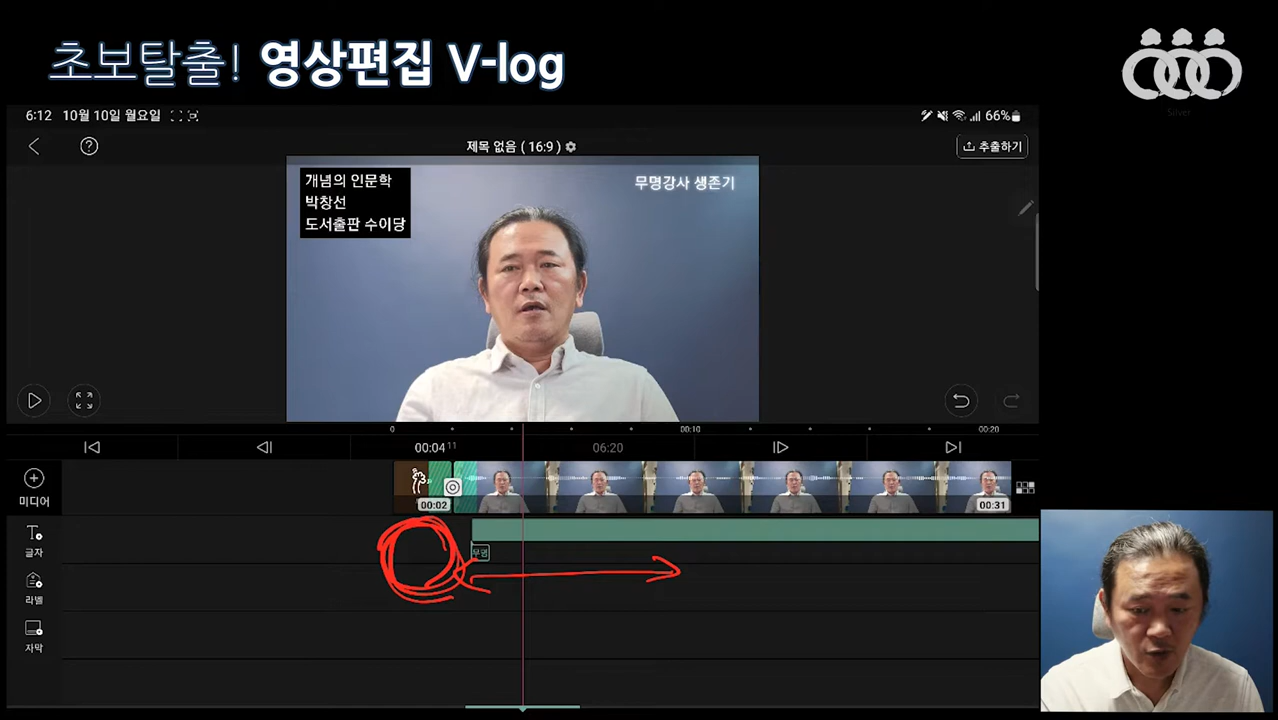 초보탈출! 영상편집 V-log
Silver
6:12 10월 10일 월요일
66%
제목 없음 ( 16:9 )
추출하기
개념의 인문학
박창선
도서출판 수이당
무명강사 생존기
0
00:10
00:20
00:04 11
06:20
미디어
00:02
00:31
글자
무명
라벨
자막